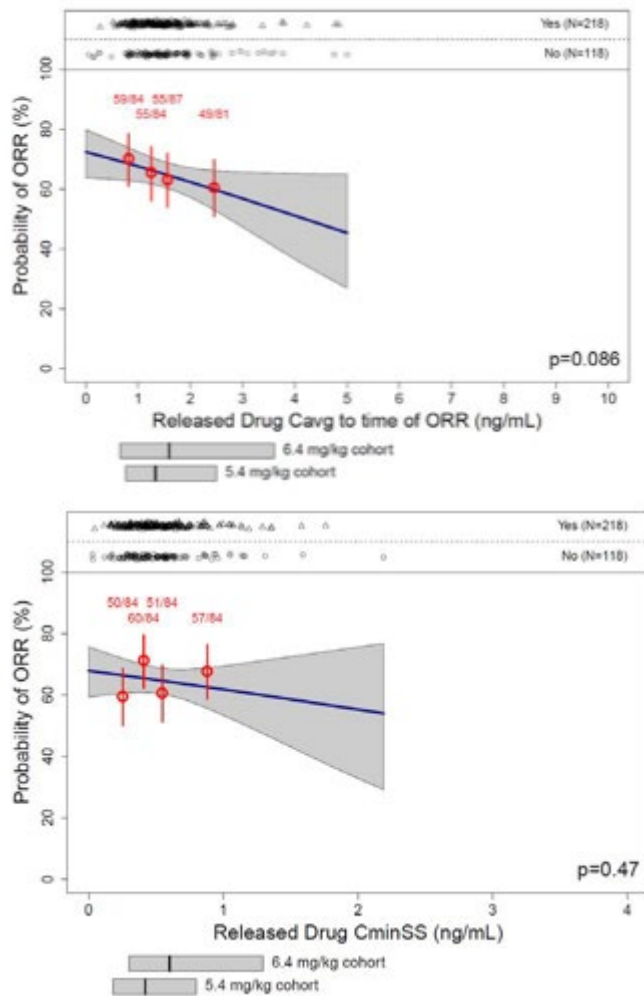 Yes (N=218)
No (N=118)
59/84 55/87
55/84 49/81
Probability of ORR (%)
0 20 40 60 80 100
p=0.086
0 1 2 3 4 5 6 7 8 9 10
Released Drug Cavg to time of ORR (ng/mL)
6.4 mg/kg cohort
5.4 mg/kg cohort
Yes (N=218)
No (N=118)
50/84 51/84
60/84 57/84
Probability of ORR (%)
0 20 40 60 80 100
p=0.47
0 1 2 3 4
Released Drug CminSS (ng/mL)
6.4 mg/kg cohort
5.4 mg/kg cohort